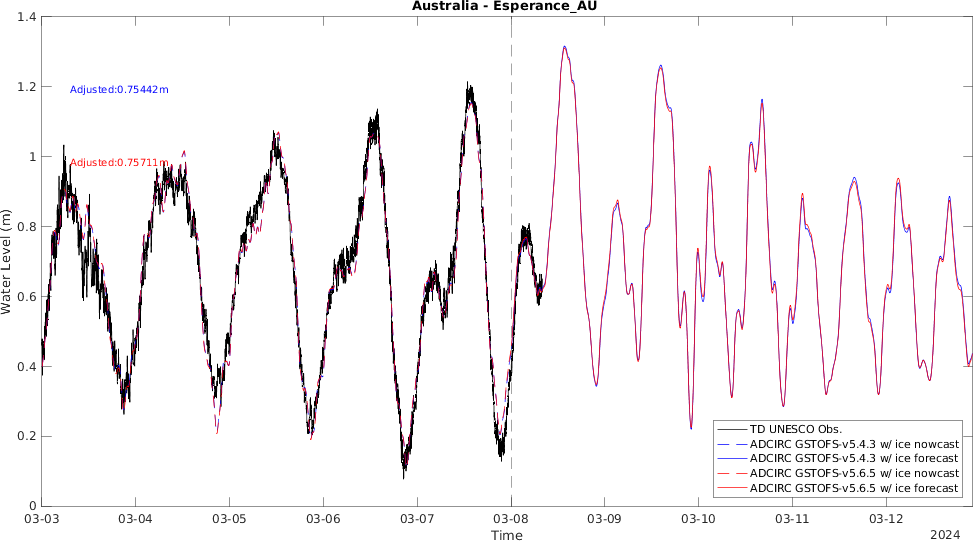 Australia - Esperance_AU
1.4
1.2
1
0.8
0.6
0.4
0.2
0
Water Level (m)
Adjusted:0.75442m
Adjusted:0.75711m
TD UNESCO Obs.
ADCIRC GSTOFS-v5.4.3 w/ ice nowcast
ADCIRC GSTOFS-v5.4.3 w/ ice forecast
ADCIRC GSTOFS-v5.6.5 w/ ice nowcast
ADCIRC GSTOFS-v5.6.5 w/ ice forecast
03-03 03-04 03-05 03-06 03-07 03-08 03-09 03-10 03-11 03-12
Time
2024